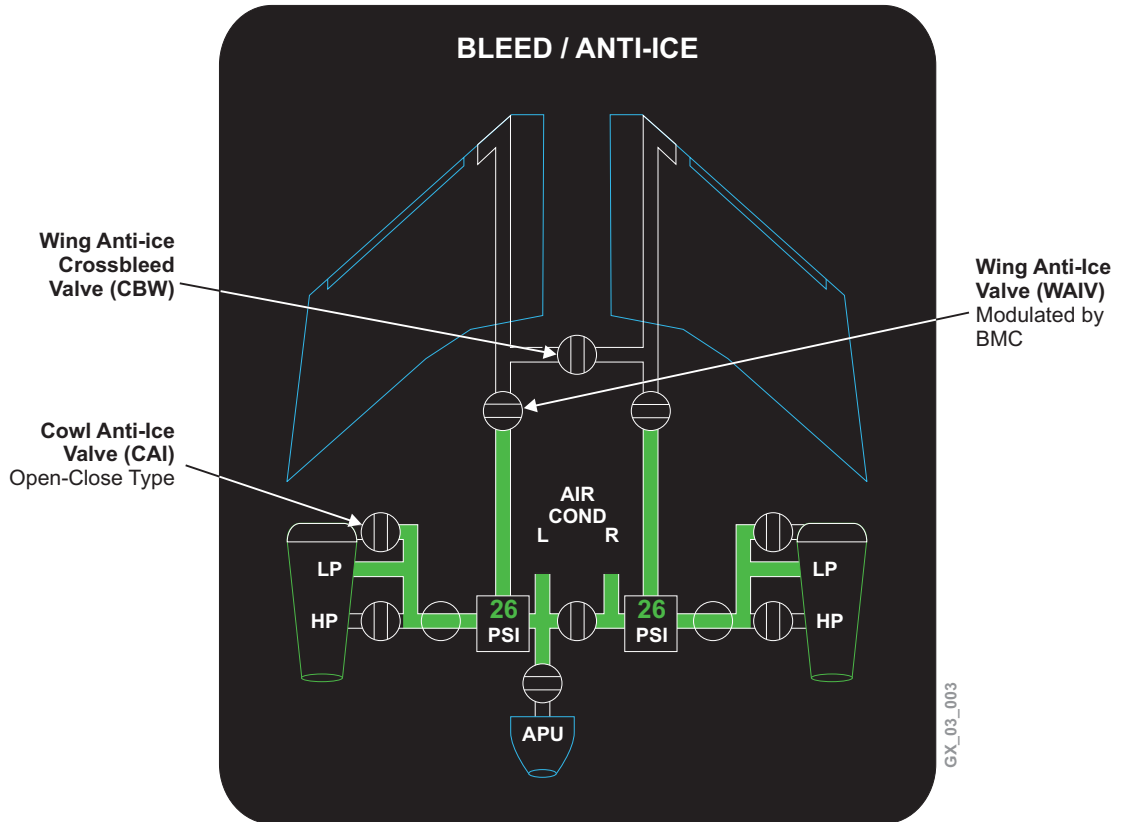 BLEED / ANTI-ICE
Wing Anti-ice
Crossbleed
Valve (CBW)
Wing Anti-Ice
Valve (WAIV)
Modulated by
BMC
Cowl Anti-Ice
Valve (CAI)
Open-Close Type
AIR
COND
L R
LP
HP
26
PSI
26
PSI
LP
HP
APU
GX_03_003